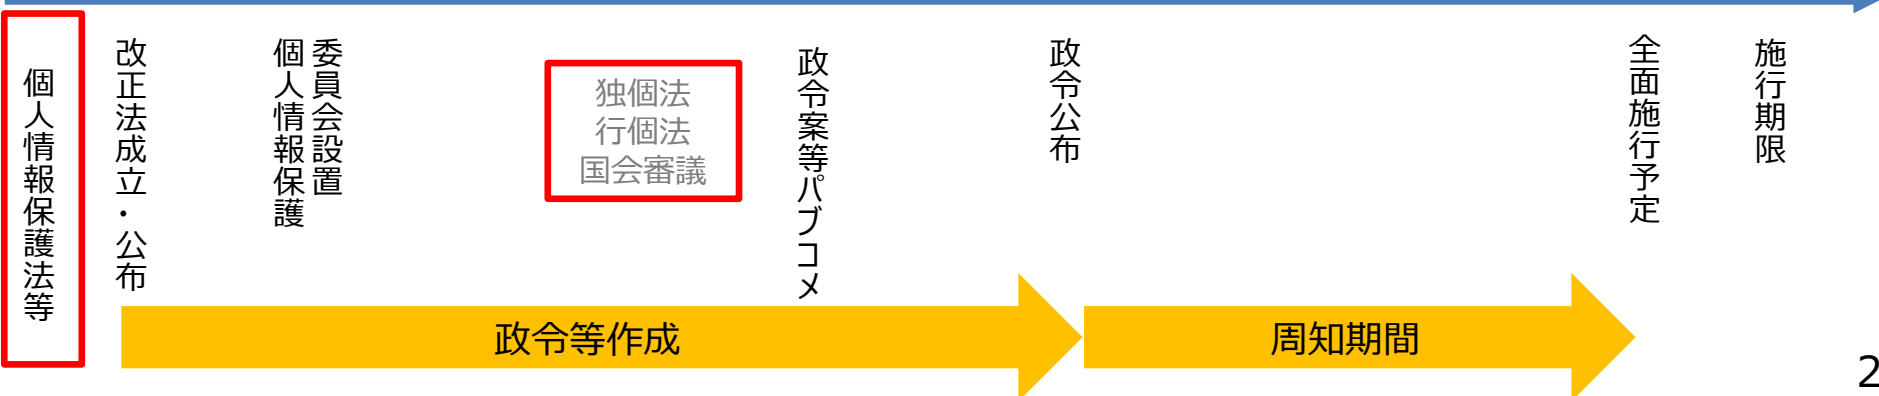 個人情報保護法等
改正法成立・公布
個人情報保護
委員会設置
独個法
行個法
国会審議
政令案等パブコメ
政令公布
全面施行予定
施行期限
政令等作成
周知期間
2